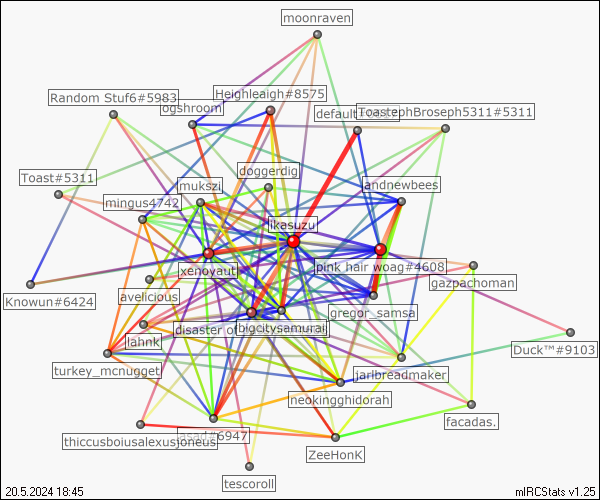 moonraven
Heighleaigh#8575
Random Stuf6#5983
ogshroom
default
ToastephBroseph5311#5311
doggerdig
Toast#5311
mukszi
andnewbees
mingus4742
ikasuzu
pink hair woag#4608
xenoyaut
gazpachoman
avelicious
Knowun#6424
gregor_samsa
disaster of
bigcitysamurai
lahnk
Duck™#9103
turkey_mcnugget
jarlbreadmaker
neokingghidorah
facadas.
thiccusboiusalexusjoneus
asad#6947
ZeeHonK
tescoroll
20.5.2024 18:45
mIRCStats v1.25